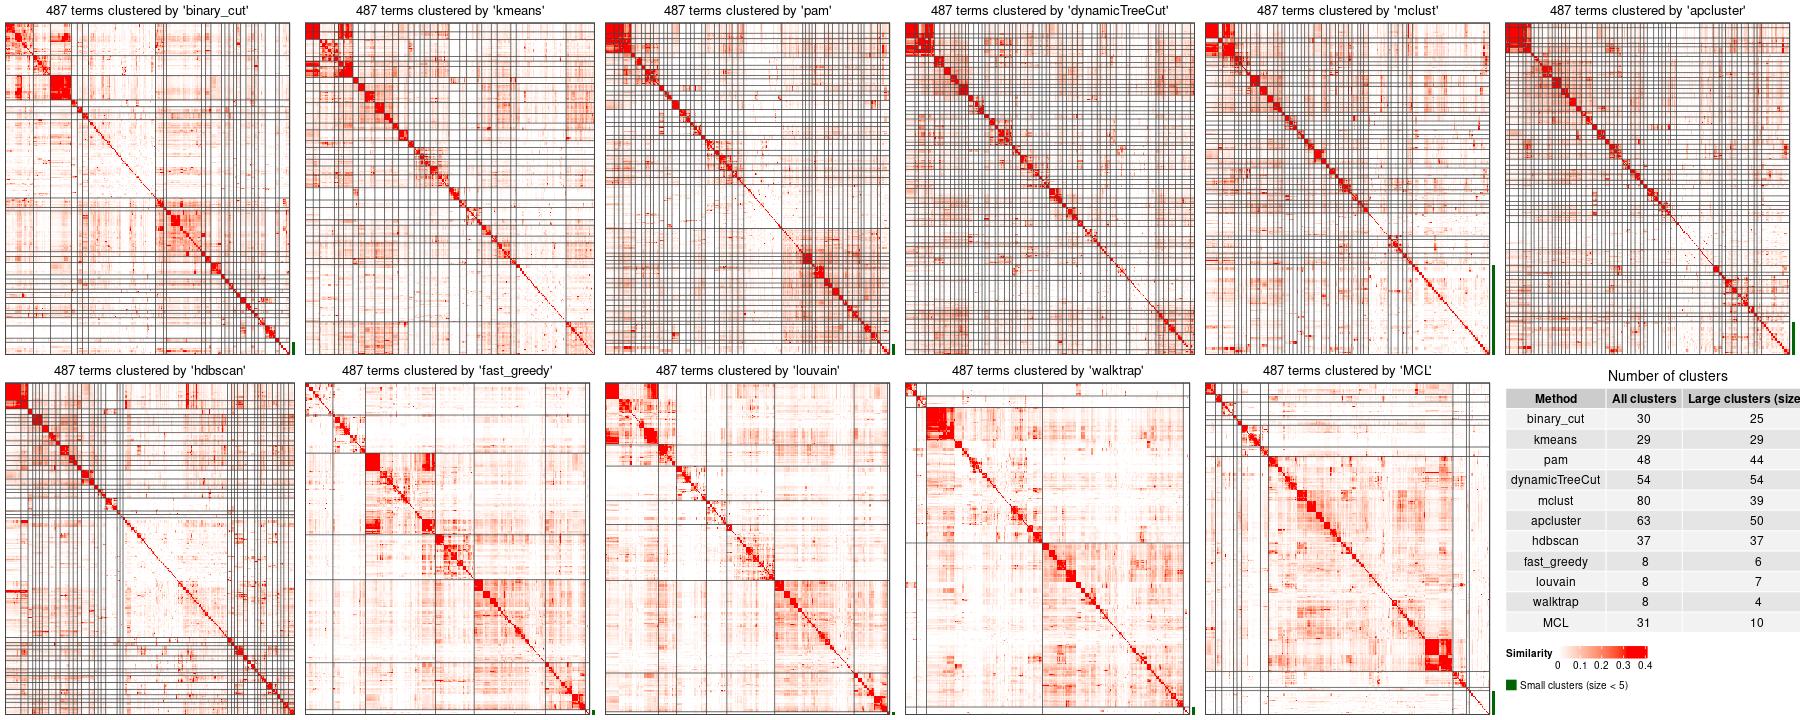 487 terms clustered by 'binary_cut'
487 terms clustered by 'kmeans'
487 terms clustered by 'pam'
487 terms clustered by 'dynamicTreeCut'
487 terms clustered by 'mclust'
487 terms clustered by 'apcluster'
487 terms clustered by 'hdbscan'
487 terms clustered by 'fast_greedy'
487 terms clustered by 'louvain'
487 terms clustered by 'walktrap'
487 terms clustered by 'MCL'
Number of clusters
Method All clusters Large clusters (size
binary_cut 30 25
kmeans 29 29
pam 48 44
dynamicTreeCut 54 54
mclust 80 39
apcluster 63 50
hdbscan 37 37
fast_greedy 8 6
louvain 8 7
walktrap 8 4
MCL 31 10
Similarity
0 0.1 0.2 0.3 0.4
Small clusters (size < 5)